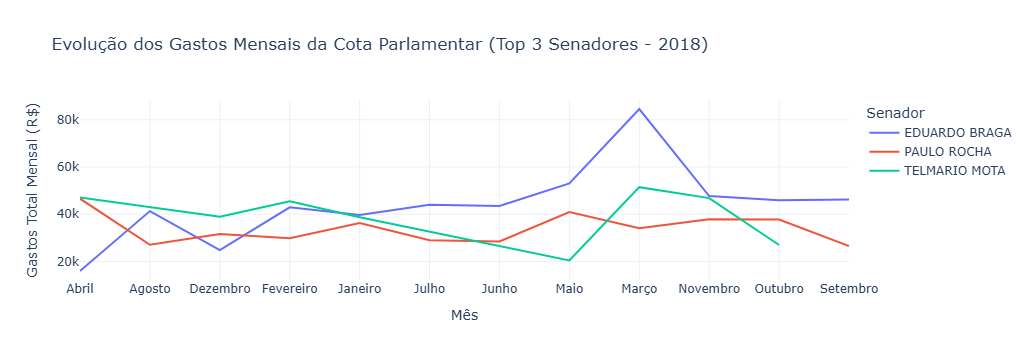 Evolução dos Gastos Mensais da Cota Parlamentar (Top 3 Senadores - 2018)
Gastos Total Mensal (R$)
80k
60k
40k
20k
Abril Agosto Dezembro Fevereiro Janeiro Julho Junho Maio Março Novembro Outubro Setembro
Mês
Senador
EDUARDO BRAGA
PAULO ROCHA
TELMARIO MOTA